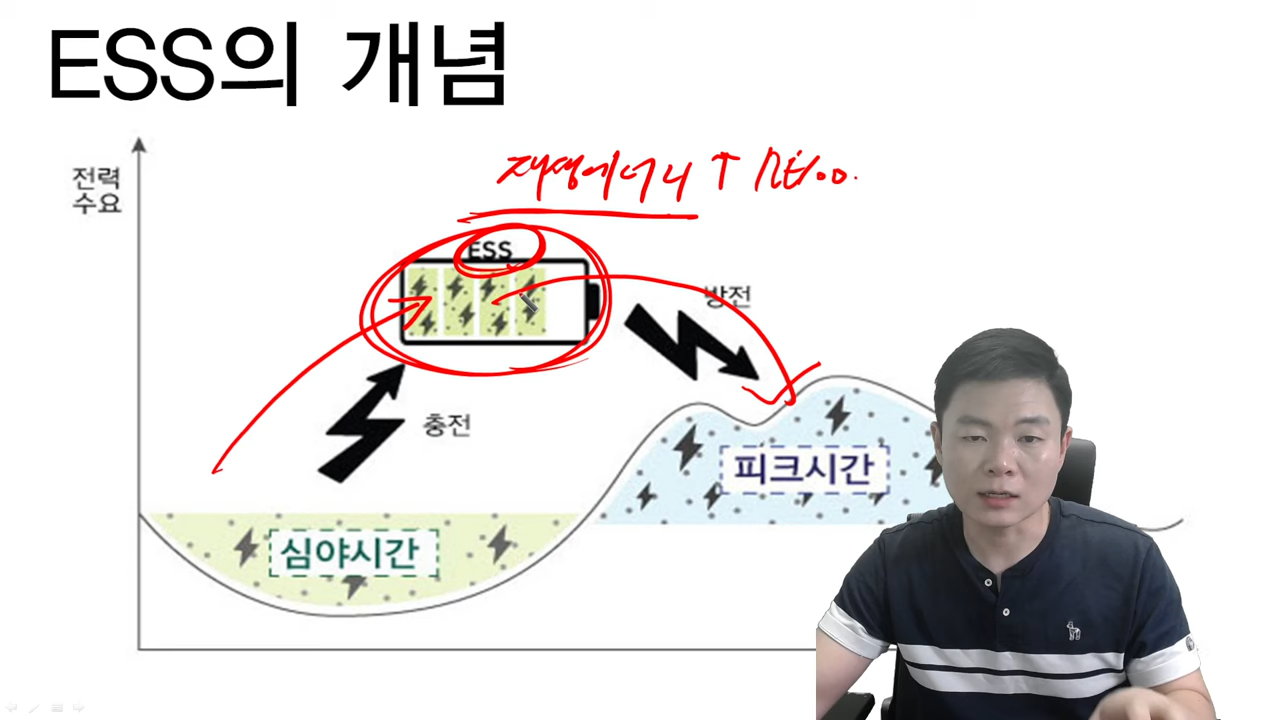 ESS의 개념
재생에너지 ↑ RE100.
전력
수요
ESS
방전
충전
피크시간
심야시간